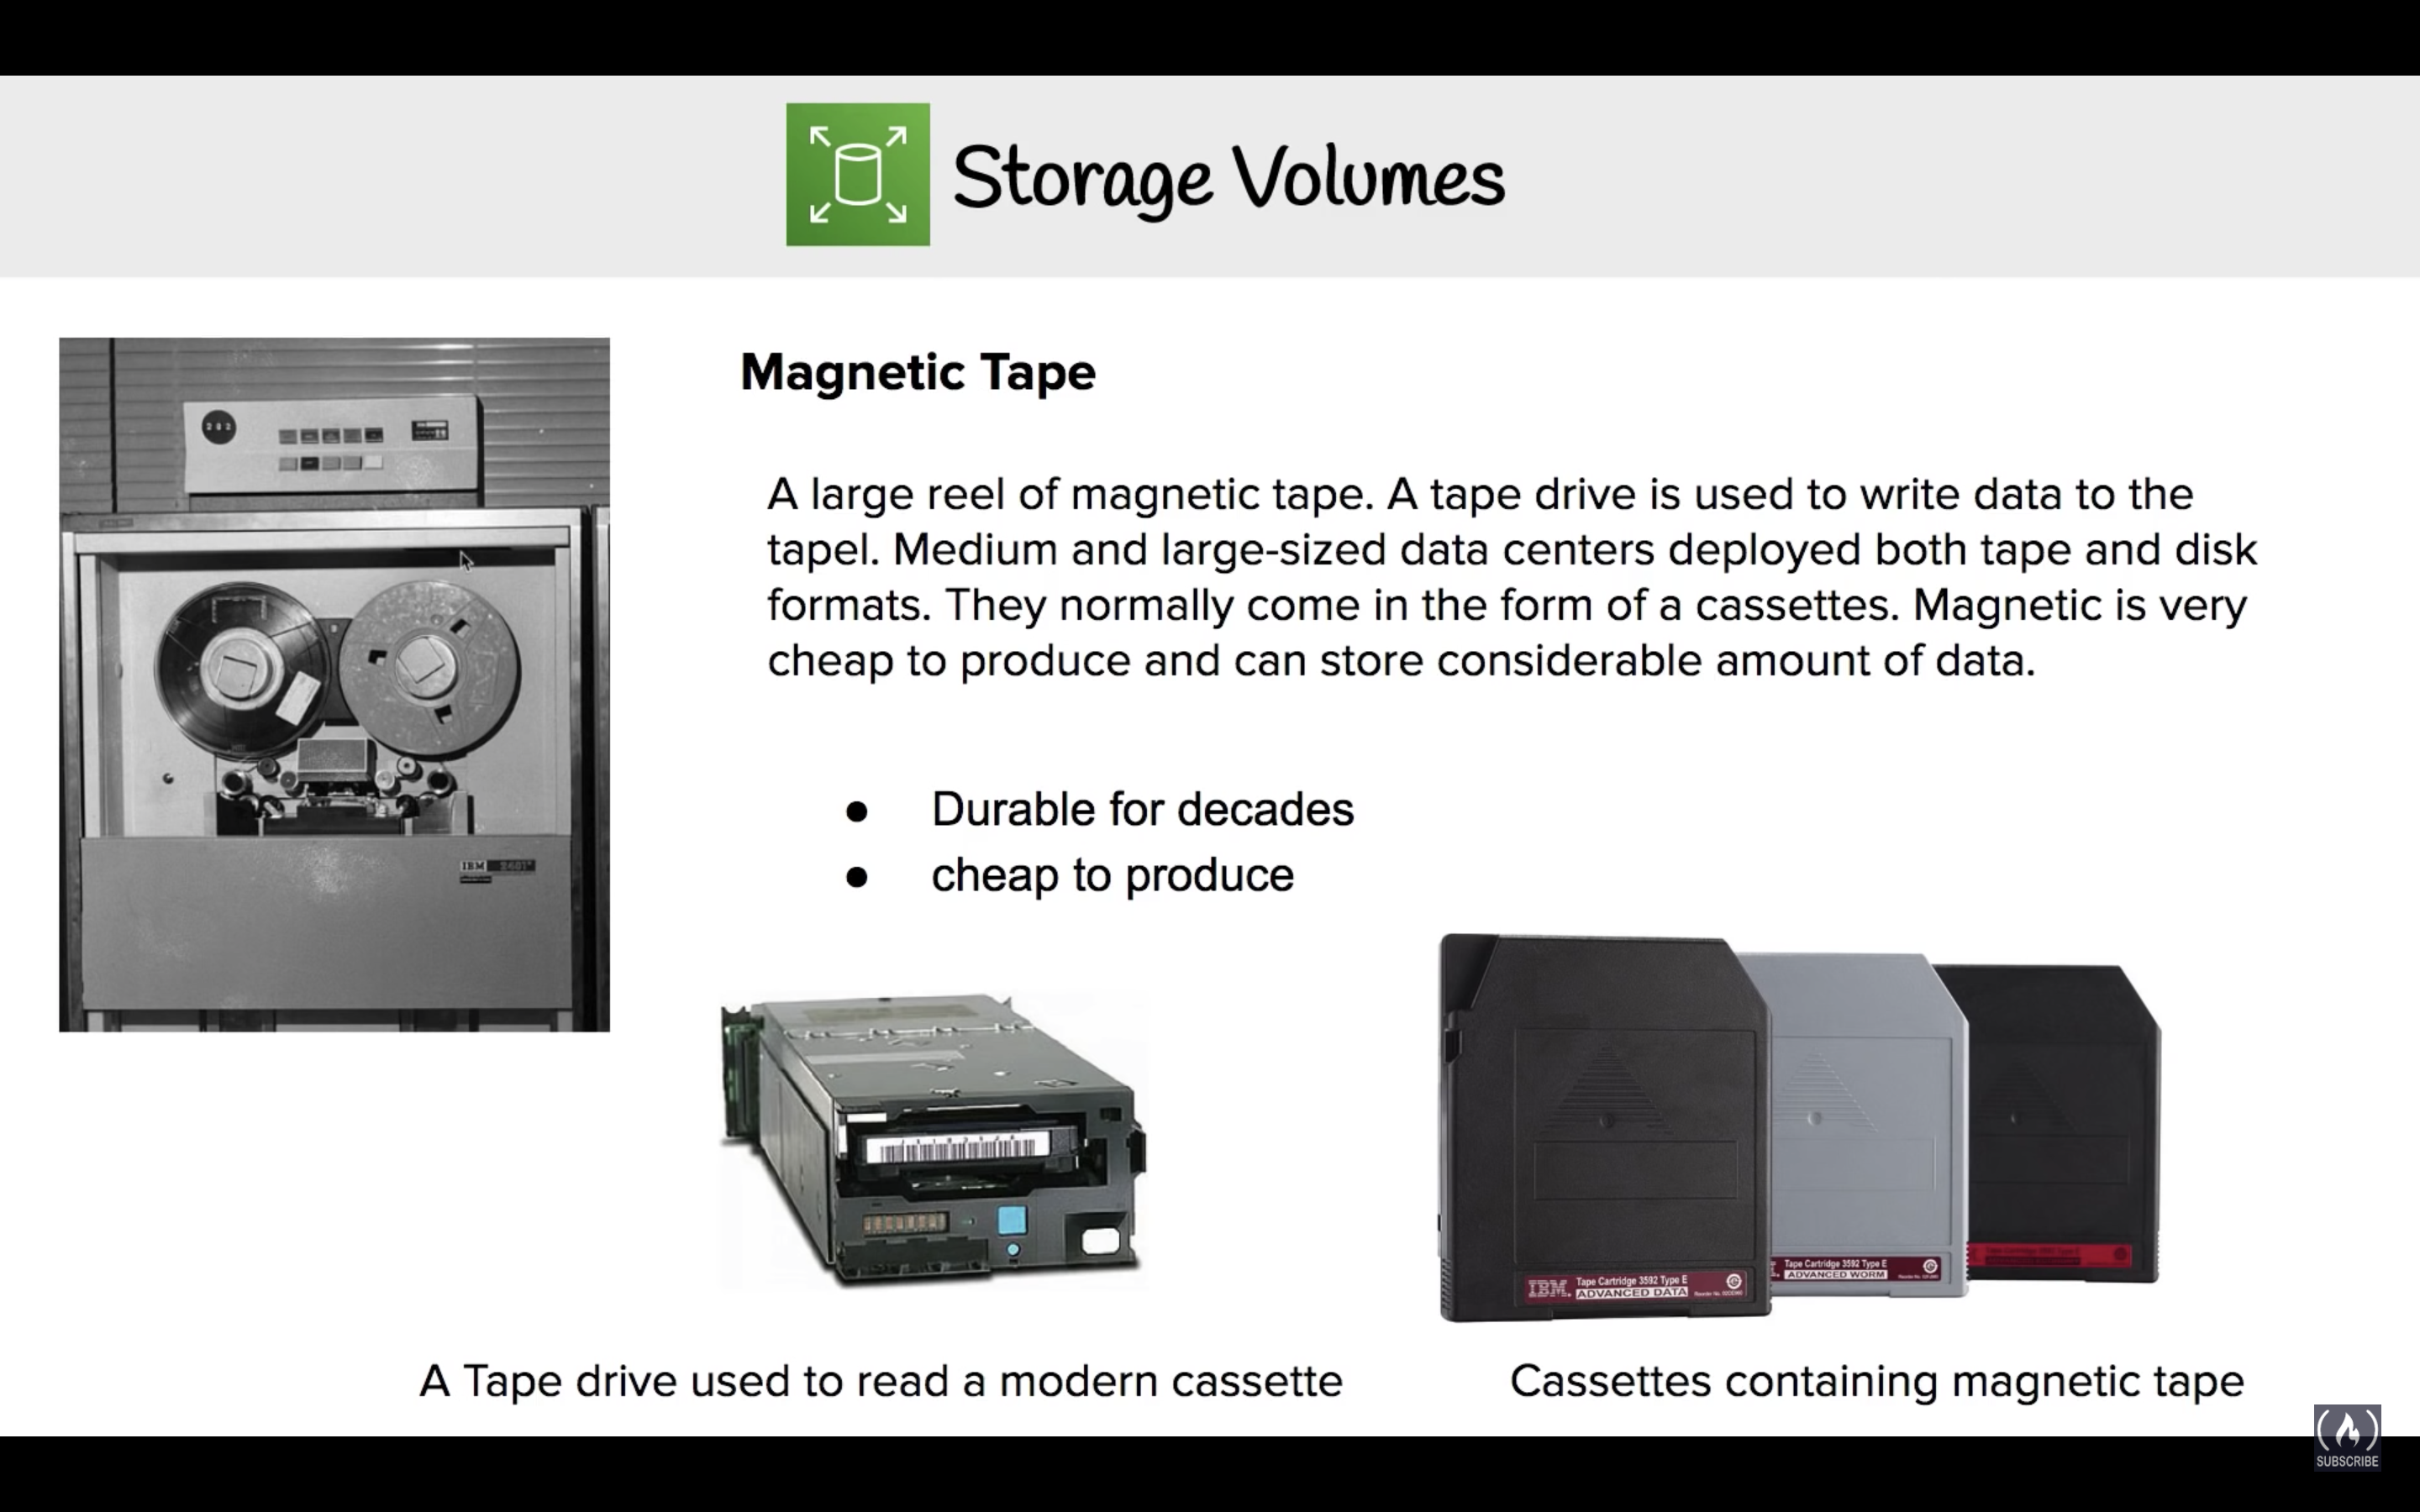 Storage Volumes
Magnetic Tape
A large reel of magnetic tape. A tape drive is used to write data to the
tapel. Medium and large-sized data centers deployed both tape and disk
formats. They normally come in the form of a cassettes. Magnetic is very
cheap to produce and can store considerable amount of data.
● Durable for decades
● cheap to produce
IBM
IBM. Tape Cartridge 3592 Type E
ADVANCED DATA
Tape Cartridge 3592 Type E
ADVANCED WORM
A Tape drive used to read a modern cassette
Cassettes containing magnetic tape
SUBSCRIBE